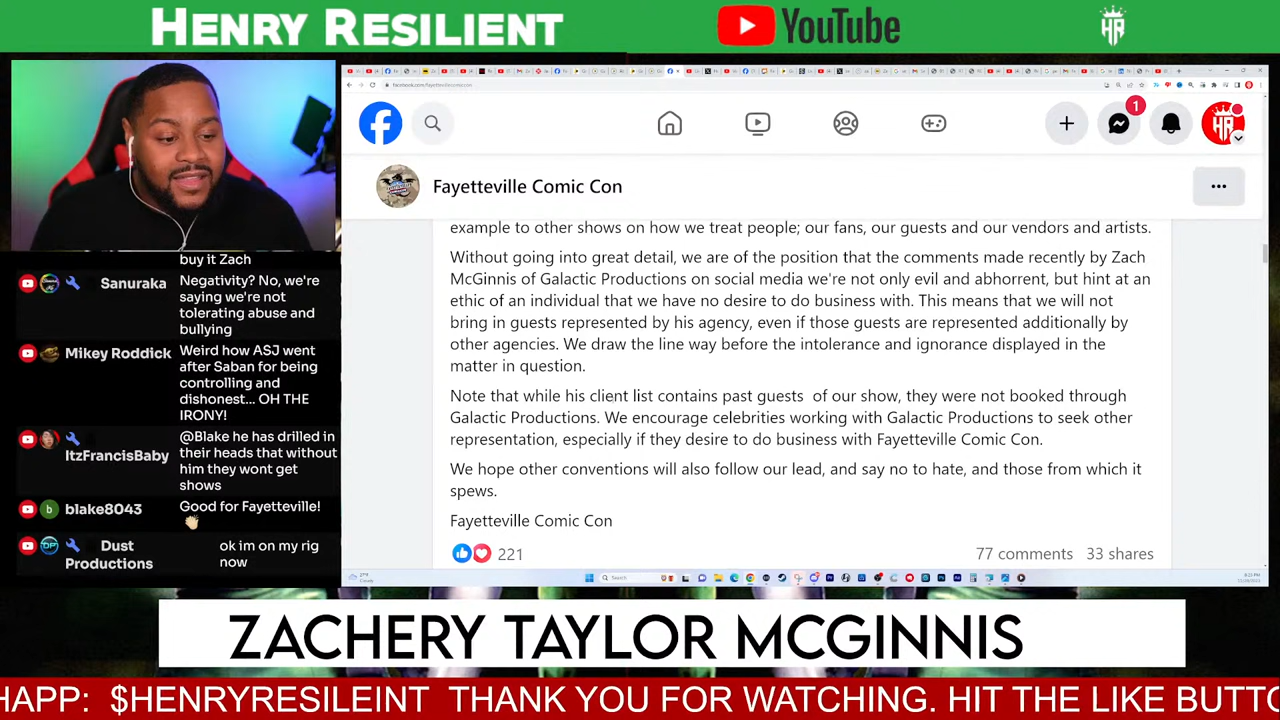 HENRY RESILIENT
YouTube
HR
1
HR
Fayetteville Comic Con
example to other shows on how we treat people; our fans, our guests and our vendors and artists.
Without going into great detail, we are of the position that the comments made recently by Zach
McGinnis of Galactic Productions on social media we're not only evil and abhorrent, but hint at an
ethic of an individual that we have no desire to do business with. This means that we will not
bring in guests represented by his agency, even if those guests are represented additionally by
other agencies. We draw the line way before the intolerance and ignorance displayed in the
matter in question.
Note that while his client list contains past guests of our show, they were not booked through
Galactic Productions. We encourage celebrities working with Galactic Productions to seek other
representation, especially if they desire to do business with Fayetteville Comic Con.
We hope other conventions will also follow our lead, and say no to hate, and those from which it
spews.
Fayetteville Comic Con
221
77 comments 33 shares
Search
buy it Zach
Sanuraka
Negativity? No, we're
saying we're not
tolerating abuse and
bullying
Mikey Roddick
Weird how ASJ went
after Saban for being
controlling and
dishonest... OH THE
IRONY!
ItzFrancisBaby
@Blake he has drilled in
their heads that without
him they wont get
shows
blake8043
Good for Fayetteville!
Dust
Productions
ok im on my rig
now
ZACHERY TAYLOR MCGINNIS
HAPP: $HENRYRESILEINT THANK YOU FOR WATCHING. HIT THE LIKE BUTTO